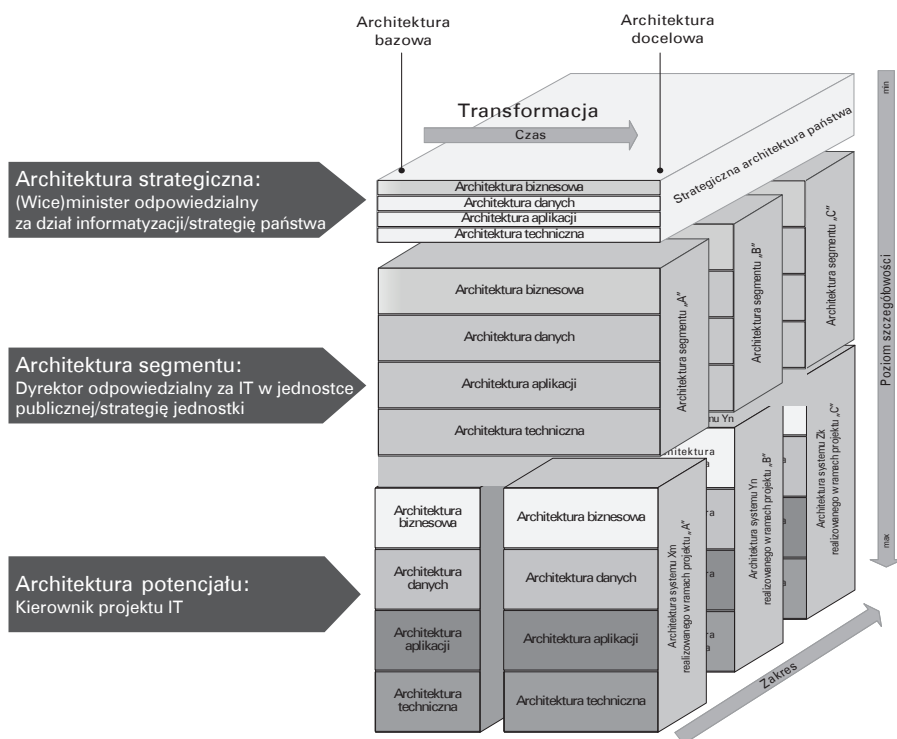 Architektura
bazowa
Architektura
docelowa
Transformacja
Czas
min
Poziom szczegółowości
max
Zakres
Strategiczna architektura państwa
Architektura strategiczna:
(Wice)minister odpowiedzialny
za dział informatyzacji/strategię państwa
Architektura biznesowa
Architektura danych
Architektura aplikacji
Architektura techniczna
Architektura segmentu:
Dyrektor odpowiedzialny za IT w jednostce
publicznej/strategię jednostki
Architektura biznesowa
Architektura danych
Architektura aplikacji
Architektura techniczna
Architektura segmentu „A”
Architektura segmentu „B”
Architektura segmentu „C”
Architektura potencjału:
Kierownik projektu IT
Architektura
biznesowa
Architektura
danych
Architektura
aplikacji
Architektura
techniczna
Architektura biznesowa
Architektura danych
Architektura aplikacji
Architektura techniczna
Architektura systemu Xm
realizowanego w ramach projektu „A”
Architektura systemu Yn
realizowanego w ramach projektu „B”
Architektura systemu Zk
realizowanego w ramach projektu „C”